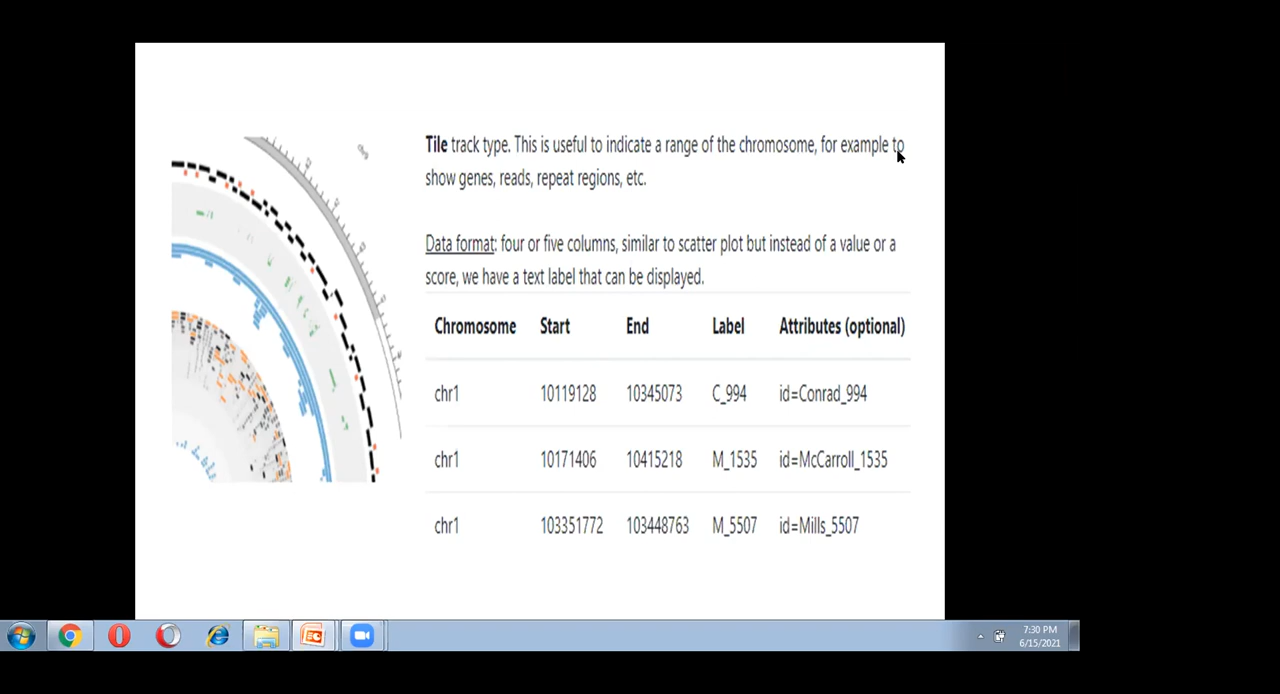 Tile track type. This is useful to indicate a range of the chromosome, for example to
show genes, reads, repeat regions, etc.
Data format: four or five columns, similar to scatter plot but instead of a value or a
score, we have a text label that can be displayed.
Chromosome Start End Label Attributes (optional)
chr1 10119128 10345073 C_994 id=Conrad_994
chr1 10171406 10415218 M_1535 id=McCarroll_1535
chr1 103351772 103448763 M_5507 id=Mills_5507
7:30 PM
6/15/2021